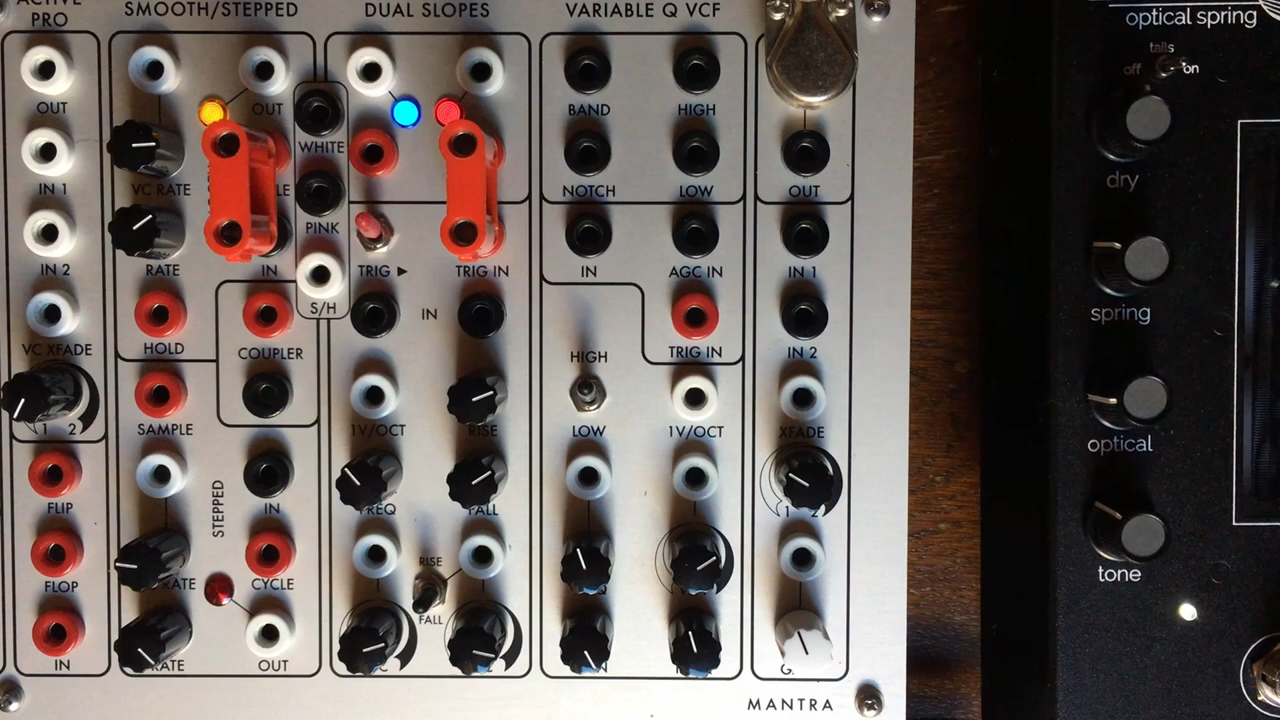 ACTIVE PRO
OUT
IN 1
IN 2
VC XFADE
1 2
FLIP
FLOP
IN
SMOOTH/STEPPED
OUT
VC RATE
RATE
IN
HOLD
COUPLER
SAMPLE
STEPPED
IN
RATE
CYCLE
RATE
OUT
WHITE
PINK
S/H
DUAL SLOPES
TRIG ▶
TRIG IN
IN
1V/OCT
RISE
FREQ
FALL
RISE
FALL
VARIABLE Q VCF
BAND
HIGH
NOTCH
LOW
IN
AGC IN
TRIG IN
HIGH
LOW
1V/OCT
OUT
IN 1
IN 2
XFADE
1 2
MANTRA
optical spring
tails
off
on
dry
spring
optical
tone